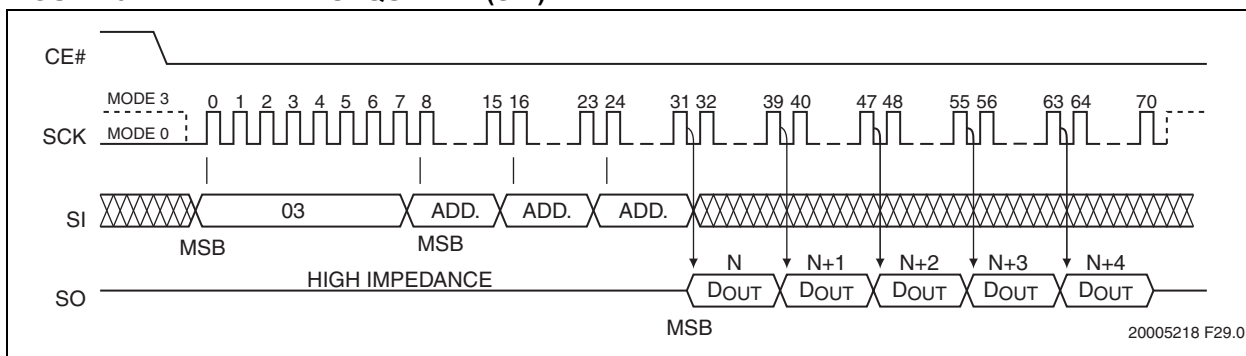 CE#
MODE 3
0 1 2 3 4 5 6 7 8 15 16 23 24 31 32 39 40 47 48 55 56 63 64 70
SCK MODE 0
SI 03 ADD. ADD. ADD.
MSB MSB
HIGH IMPEDANCE
N N+1 N+2 N+3 N+4
SO DOUT DOUT DOUT DOUT DOUT
MSB
20005218 F29.0